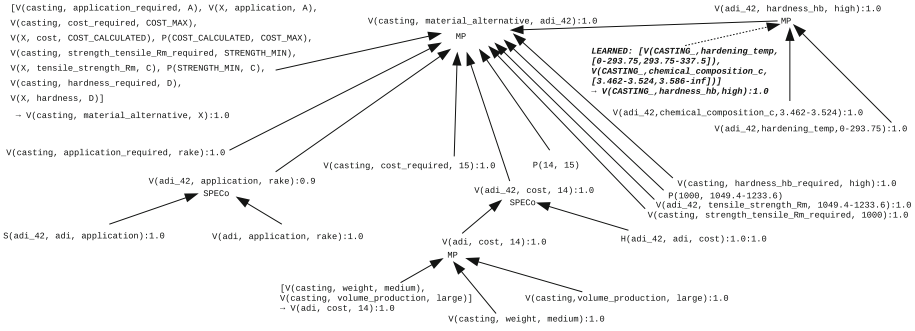 [V(casting, application_required, A), V(X, application, A),
V(casting, cost_required, COST_MAX),
V(X, cost, COST_CALCULATED), P(COST_CALCULATED, COST_MAX),
V(casting, strength_tensile_Rm_required, STRENGTH_MIN),
V(X, tensile_strength_Rm, C), P(STRENGTH_MIN, C),
V(casting, hardness_required, D),
V(X, hardness, D)]
→ V(casting, material_alternative, X):1.0
V(casting, material_alternative, adi_42):1.0
MP
V(adi_42, hardness_hb, high):1.0
MP
LEARNED: [V(CASTING_,hardening_temp,
[0-293.75,293.75-337.5]),
V(CASTING_,chemical_composition_c,
[3.462-3.524,3.586-inf])]
→ V(CASTING_,hardness_hb,high):1.0
V(adi_42,chemical_composition_c,3.462-3.524):1.0
V(adi_42,hardening_temp,0-293.75):1.0
V(casting, application_required, rake):1.0
V(casting, cost_required, 15):1.0
P(14, 15)
V(adi_42, application, rake):0.9
SPECo
V(adi_42, cost, 14):1.0
SPECo
V(casting, hardness_hb_required, high):1.0
P(1000, 1049.4-1233.6)
V(adi_42, tensile_strength_Rm, 1049.4-1233.6):1.0
V(casting, strength_tensile_Rm_required, 1000):1.0
S(adi_42, adi, application):1.0
V(adi, application, rake):1.0
V(adi, cost, 14):1.0
MP
H(adi_42, adi, cost):1.0:1.0
[V(casting, weight, medium),
V(casting, volume_production, large)]
→ V(adi, cost, 14):1.0
V(casting,volume_production, large):1.0
V(casting, weight, medium):1.0